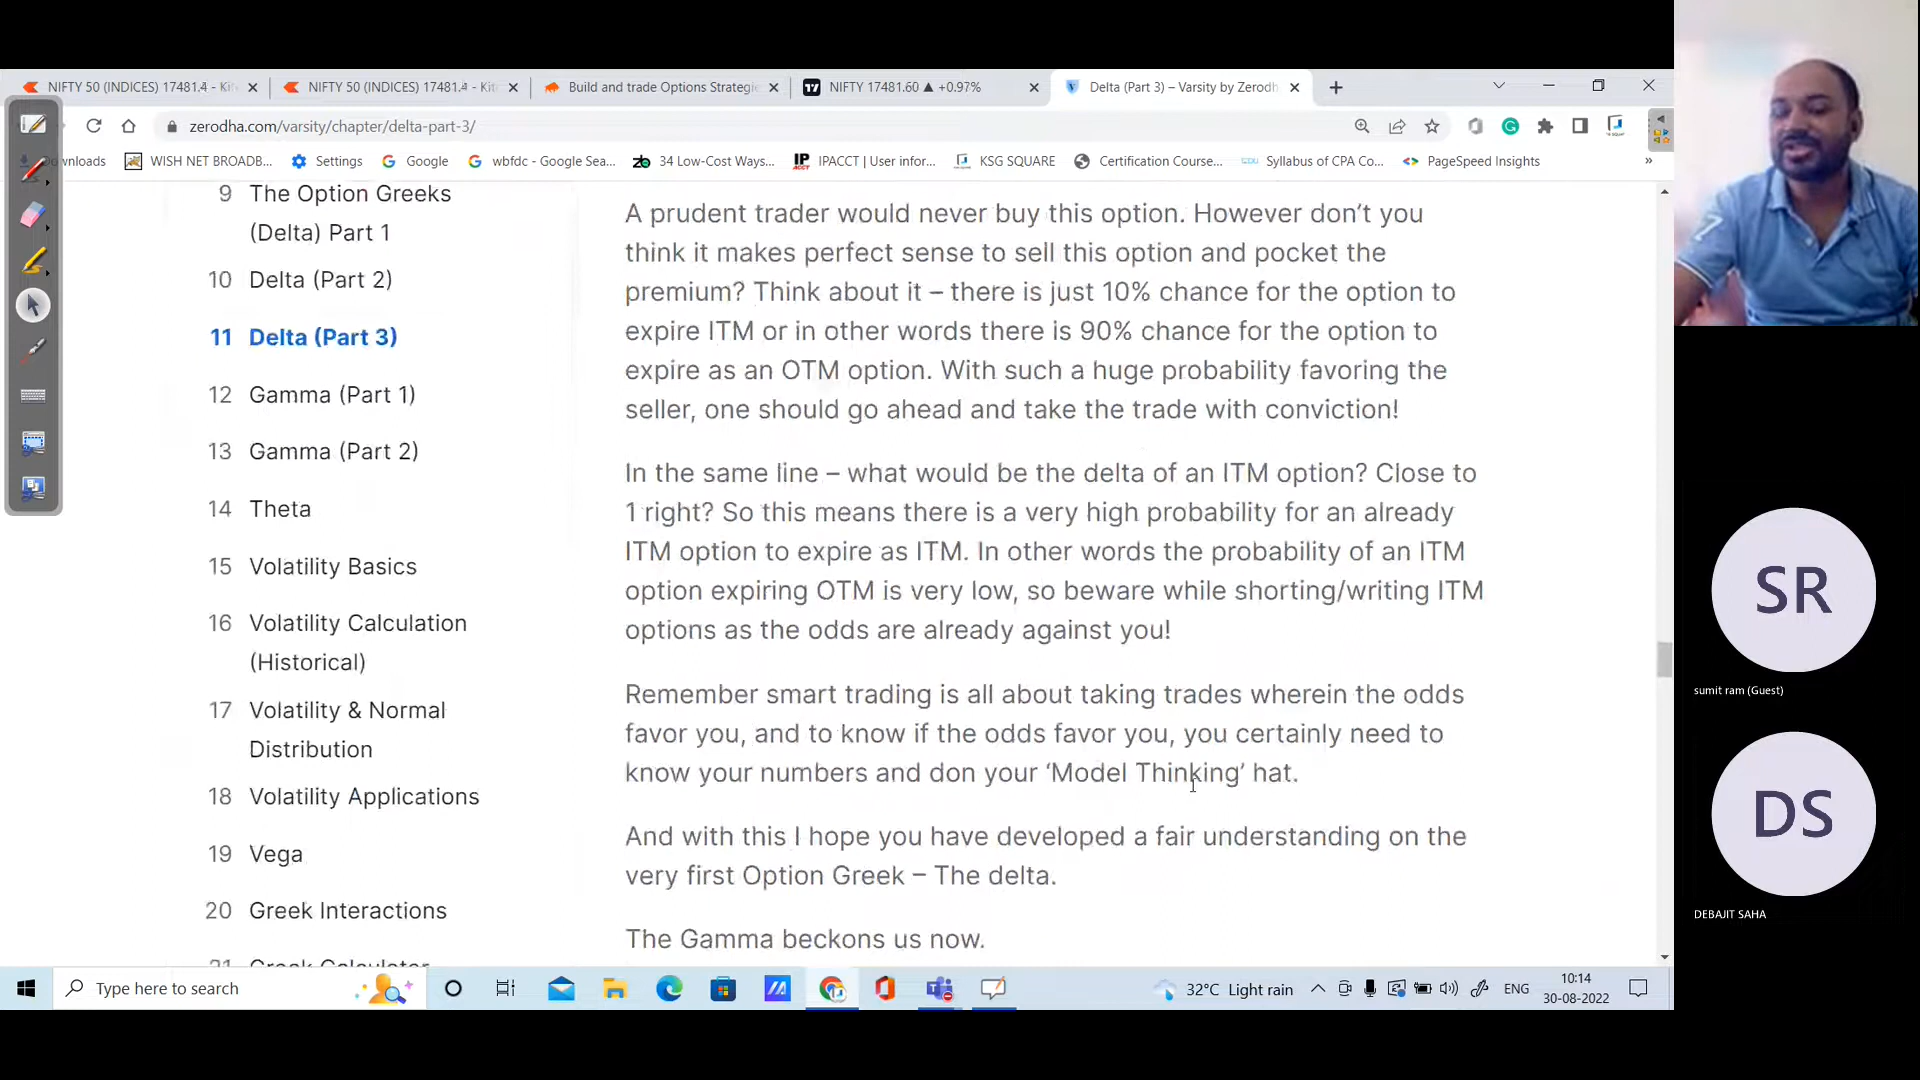 NIFTY 50 (INDICES) 17481.4 - Kit
NIFTY 50 (INDICES) 17481.4 - Kit
Build and trade Options Strategie
NIFTY 17481.60 ▲ +0.97%
Delta (Part 3) – Varsity by Zerodh
zerodha.com/varsity/chapter/delta-part-3/
ownloads
WISH NET BROADB...
Settings
Google
wbfdc - Google Sea...
34 Low-Cost Ways...
IPACCT | User infor...
KSG SQUARE
Certification Course...
Syllabus of CPA Co...
PageSpeed Insights
»
9 The Option Greeks
(Delta) Part 1
10 Delta (Part 2)
11 Delta (Part 3)
12 Gamma (Part 1)
13 Gamma (Part 2)
14 Theta
15 Volatility Basics
16 Volatility Calculation
(Historical)
17 Volatility & Normal
Distribution
18 Volatility Applications
19 Vega
20 Greek Interactions
21 Greek Calculator
A prudent trader would never buy this option. However don’t you
think it makes perfect sense to sell this option and pocket the
premium? Think about it – there is just 10% chance for the option to
expire ITM or in other words there is 90% chance for the option to
expire as an OTM option. With such a huge probability favoring the
seller, one should go ahead and take the trade with conviction!
In the same line – what would be the delta of an ITM option? Close to
1 right? So this means there is a very high probability for an already
ITM option to expire as ITM. In other words the probability of an ITM
option expiring OTM is very low, so beware while shorting/writing ITM
options as the odds are already against you!
Remember smart trading is all about taking trades wherein the odds
favor you, and to know if the odds favor you, you certainly need to
know your numbers and don your ‘Model Thinking’ hat.
And with this I hope you have developed a fair understanding on the
very first Option Greek – The delta.
The Gamma beckons us now.
SR
sumit ram (Guest)
DS
DEBAJIT SAHA
Type here to search
32°C Light rain
ENG
10:14
30-08-2022